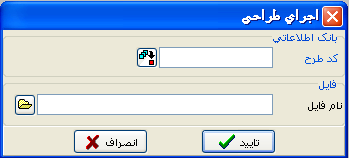 اجراي طراحي
بانک اطلاعاتي
کد طرح
فايل
نام فايل
تاييد
انصراف